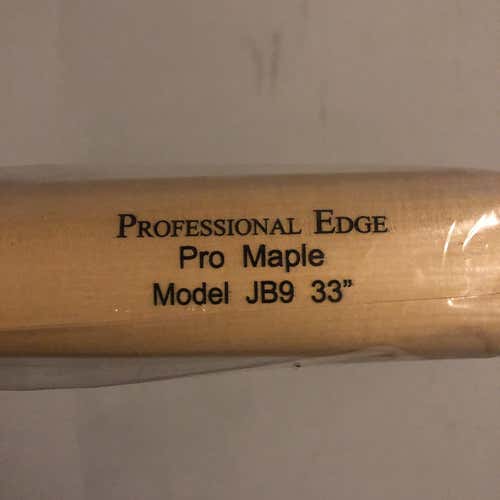 PROFESSIONAL EDGE
Pro Maple
Model JB9 33”